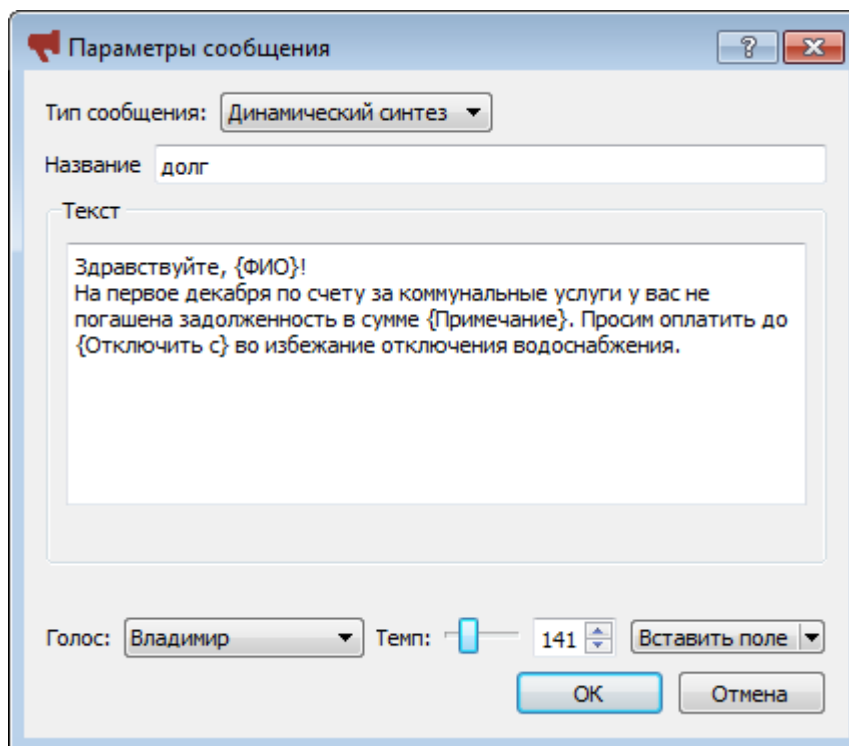 Параметры сообщения
?
Тип сообщения: Динамический синтез
Название долг
Текст
Здравствуйте, {ФИО}!
На первое декабря по счету за коммунальные услуги у вас не
погашена задолженность в сумме {Примечание}. Просим оплатить до
{Отключить с} во избежание отключения водоснабжения.
Голос: Владимир Темп: 141 Вставить поле
ОК Отмена